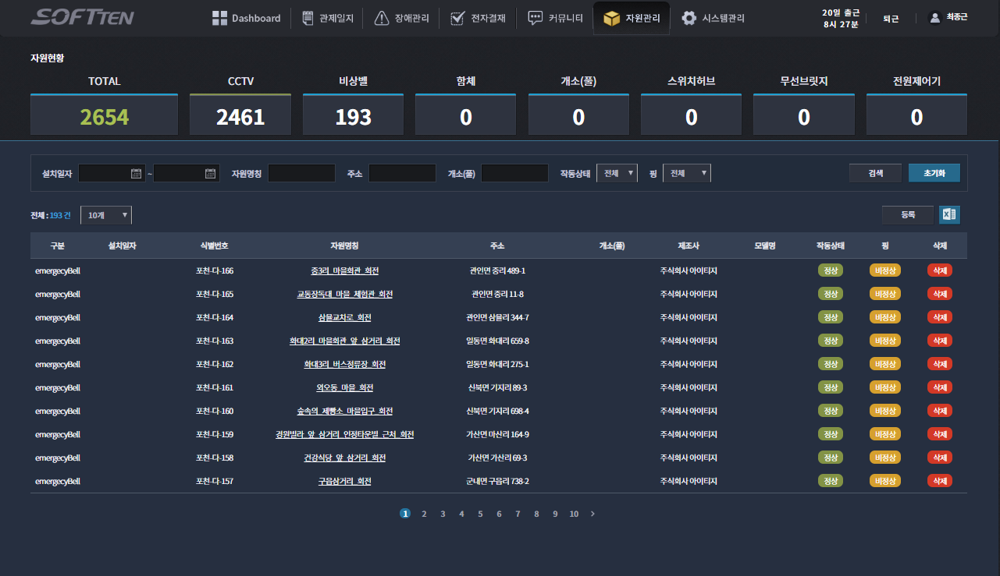 SOFTTEN
Dashboard 관제일지 장애관리 전자결재 커뮤니티 자원관리 시스템관리 20일 출근 8시 27분 퇴근 최종근
자원현황
TOTAL CCTV 비상벨 함체 개소(폴) 스위치허브 무선브릿지 전원제어기
2654 2461 193 0 0 0 0 0
설치일자 ~ 자원명칭 주소 개소(폴) 작동상태 전체 ▼ 핑 전체 ▼ 검색 초기화
전체 : 193 건 10개 ▼ 등록
구분 설치일자 식별번호 자원명칭 주소 개소(폴) 제조사 모델명 작동상태 핑 삭제
emergecyBell 포천-다-166 중3리_마을회관_회전 관인면 중리 489-1 주식회사 아이티지 정상 비정상 삭제
emergecyBell 포천-다-165 교동장독대_마을_체험관_회전 관인면 중리 11-8 주식회사 아이티지 정상 비정상 삭제
emergecyBell 포천-다-164 삼율교차로_회전 관인면 삼율리 344-7 주식회사 아이티지 정상 비정상 삭제
emergecyBell 포천-다-163 화대2리_마을회관_앞_삼거리_회전 일동면 화대리 659-8 주식회사 아이티지 정상 비정상 삭제
emergecyBell 포천-다-162 화대3리_버스정류장_회전 일동면 화대리 275-1 주식회사 아이티지 정상 비정상 삭제
emergecyBell 포천-다-161 외오동_마을_회전 신북면 기지리 89-3 주식회사 아이티지 정상 비정상 삭제
emergecyBell 포천-다-160 숲속의_제빵소_마을입구_회전 신북면 기지리 698-4 주식회사 아이티지 정상 비정상 삭제
emergecyBell 포천-다-159 경원빌라_앞_삼거리_인정타운빌_근처_회전 가산면 마산리 164-9 주식회사 아이티지 정상 비정상 삭제
emergecyBell 포천-다-158 건강식당_앞_삼거리_회전 가산면 가산리 69-3 주식회사 아이티지 정상 비정상 삭제
emergecyBell 포천-다-157 구읍삼거리_회전 군내면 구읍리 738-2 주식회사 아이티지 정상 비정상 삭제
1 2 3 4 5 6 7 8 9 10 >